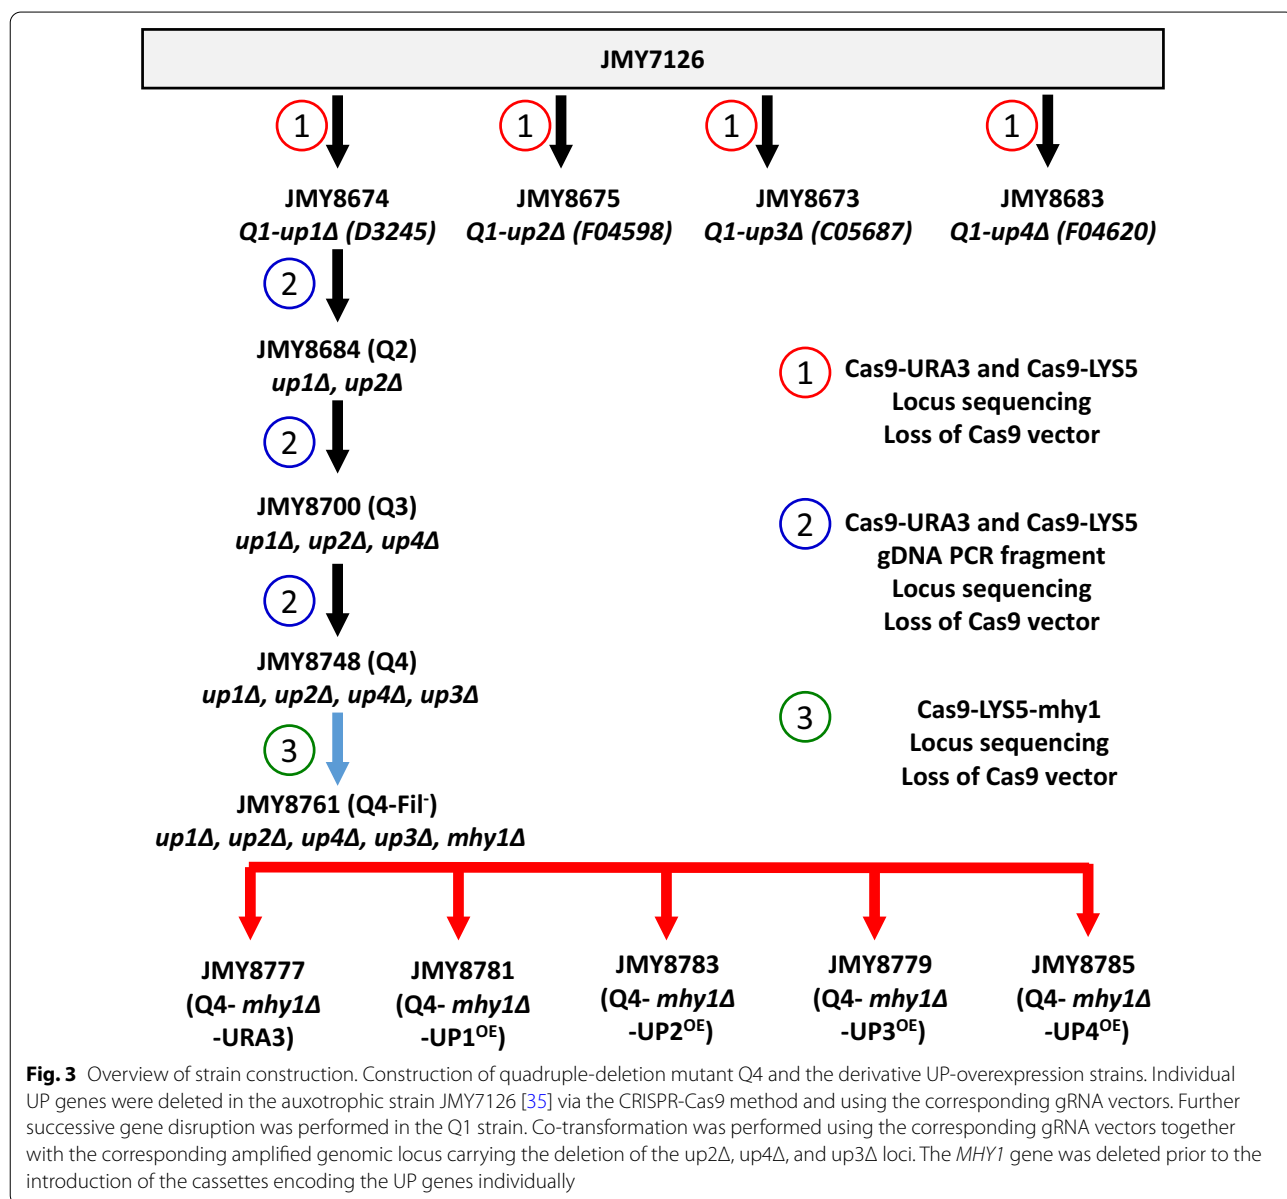 JMY7126
1
1
1
1
JMY8674
Q1-up1Δ (D3245)
JMY8675
Q1-up2Δ (F04598)
JMY8673
Q1-up3Δ (C05687)
JMY8683
Q1-up4Δ (F04620)
2
JMY8684 (Q2)
up1Δ, up2Δ
2
JMY8700 (Q3)
up1Δ, up2Δ, up4Δ
2
JMY8748 (Q4)
up1Δ, up2Δ, up4Δ, up3Δ
3
JMY8761 (Q4-Fil⁻)
up1Δ, up2Δ, up4Δ, up3Δ, mhy1Δ
1
Cas9-URA3 and Cas9-LYS5
Locus sequencing
Loss of Cas9 vector
2
Cas9-URA3 and Cas9-LYS5
gDNA PCR fragment
Locus sequencing
Loss of Cas9 vector
3
Cas9-LYS5-mhy1
Locus sequencing
Loss of Cas9 vector
JMY8777
(Q4- mhy1Δ
-URA3)
JMY8781
(Q4- mhy1Δ
-UP1ᴼᴱ)
JMY8783
(Q4- mhy1Δ
-UP2ᴼᴱ)
JMY8779
(Q4- mhy1Δ
-UP3ᴼᴱ)
JMY8785
(Q4- mhy1Δ
-UP4ᴼᴱ)
Fig. 3 Overview of strain construction. Construction of quadruple-deletion mutant Q4 and the derivative UP-overexpression strains. Individual
UP genes were deleted in the auxotrophic strain JMY7126 [35] via the CRISPR-Cas9 method and using the corresponding gRNA vectors. Further
successive gene disruption was performed in the Q1 strain. Co-transformation was performed using the corresponding gRNA vectors together
with the corresponding amplified genomic locus carrying the deletion of the up2Δ, up4Δ, and up3Δ loci. The MHY1 gene was deleted prior to the
introduction of the cassettes encoding the UP genes individually